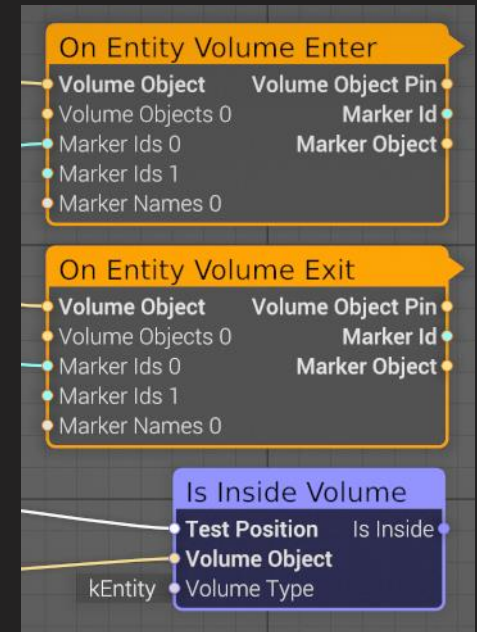 On Entity Volume Enter
Volume Object Volume Object Pin
Volume Objects 0 Marker Id
Marker Ids 0 Marker Object
Marker Ids 1
Marker Names 0
On Entity Volume Exit
Volume Object Volume Object Pin
Volume Objects 0 Marker Id
Marker Ids 0 Marker Object
Marker Ids 1
Marker Names 0
Is Inside Volume
Test Position Is Inside
Volume Object
kEntity Volume Type